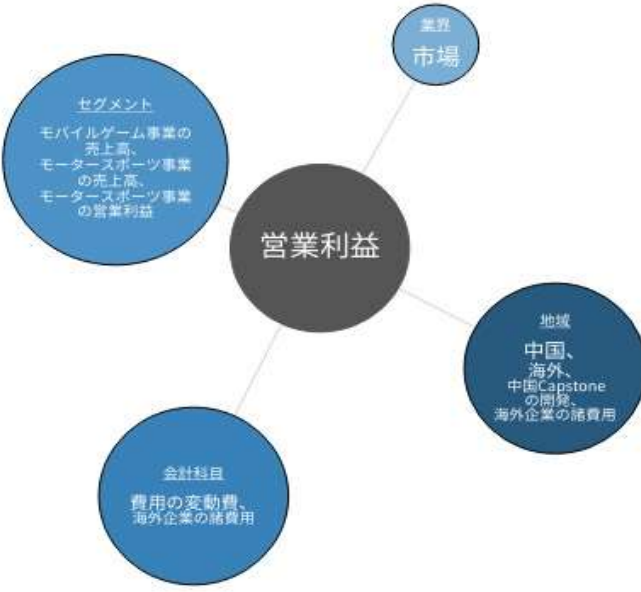 業界
市場
セグメント
モバイルゲーム事業の
売上高、
モータースポーツ事業
の売上高、
モータースポーツ事業
の営業利益
営業利益
地域
中国、
海外、
中国Capstone
の開発、
海外企業の諸費用
会計科目
費用の変動費、
海外企業の諸費用